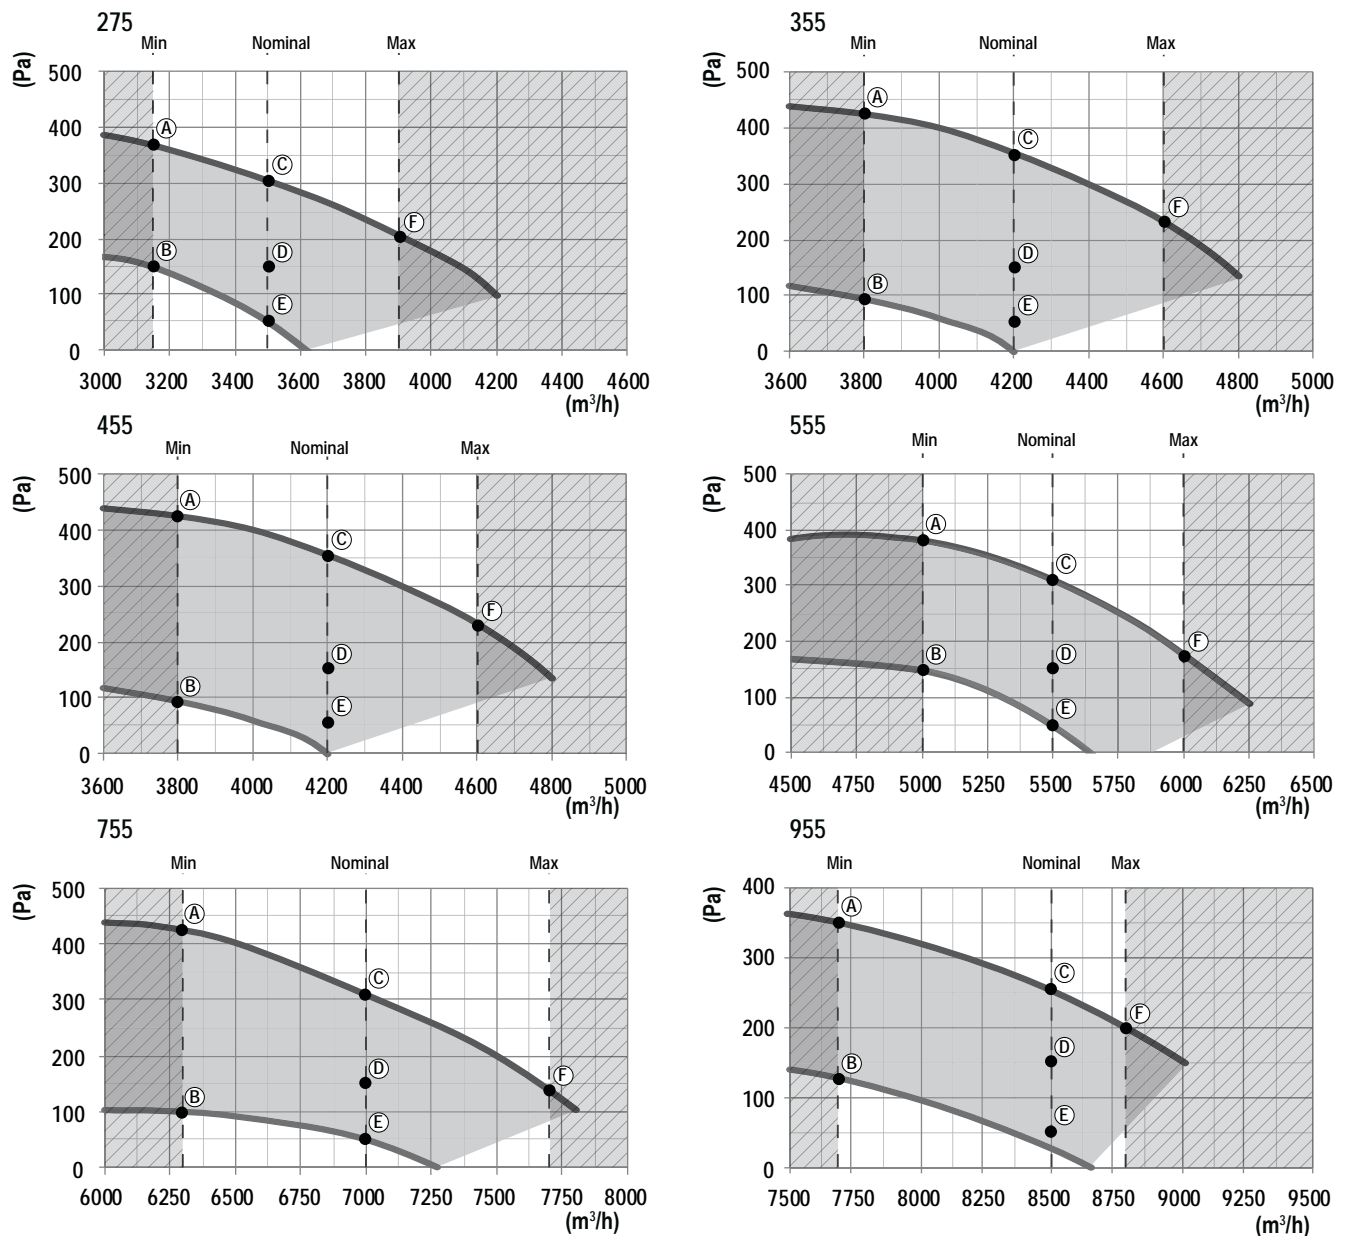 275
Min Nominal Max
(Pa)
500
400
300
200
100
0
A
B
C
D
E
F
3000 3200 3400 3600 3800 4000 4200 4400 4600
(m³/h)
355
Min Nominal Max
(Pa)
500
400
300
200
100
0
A
B
C
D
E
F
3600 3800 4000 4200 4400 4600 4800 5000
(m³/h)
455
Min Nominal Max
(Pa)
500
400
300
200
100
0
A
B
C
D
E
F
3600 3800 4000 4200 4400 4600 4800 5000
(m³/h)
555
Min Nominal Max
(Pa)
500
400
300
200
100
0
A
B
C
D
E
F
4500 4750 5000 5250 5500 5750 6000 6250 6500
(m³/h)
755
Min Nominal Max
(Pa)
500
400
300
200
100
0
A
B
C
D
E
F
6000 6250 6500 6750 7000 7250 7500 7750 8000
(m³/h)
955
Min Nominal Max
(Pa)
400
300
200
100
0
A
B
C
D
E
F
7500 7750 8000 8250 8500 8750 9000 9250 9500
(m³/h)